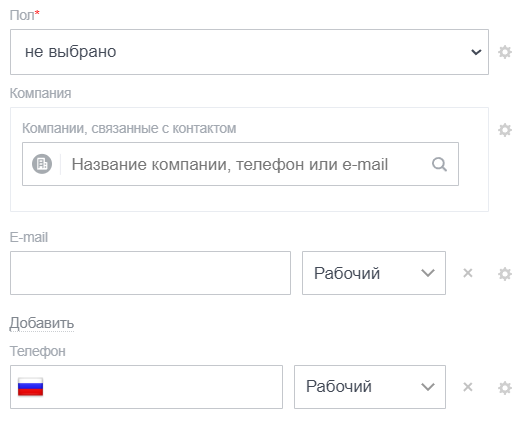 Пол*
не выбрано
Компания
Компании, связанные с контактом
Название компании, телефон или e-mail
E-mail
Рабочий
Добавить
Телефон
Рабочий